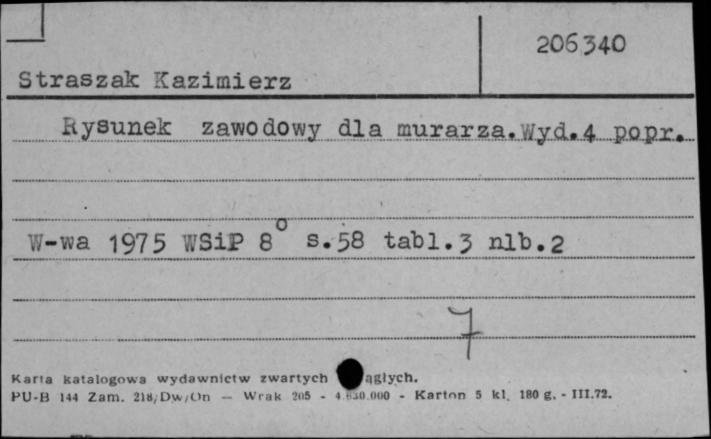 206340
Straszak Kazimierz
Rysunek zawodowy dla murarza.Wyd.4 popr.
W-wa 1975 WSiP 8° s.58 tabl.3 nlb.2
7
Karta katalogowa wydawnictw zwartych ągłych.
PU-B 144 Zam. 218/Dw/On — Wrak 205 - 4.630.000 - Karton 5 kl. 180 g. - III.72.